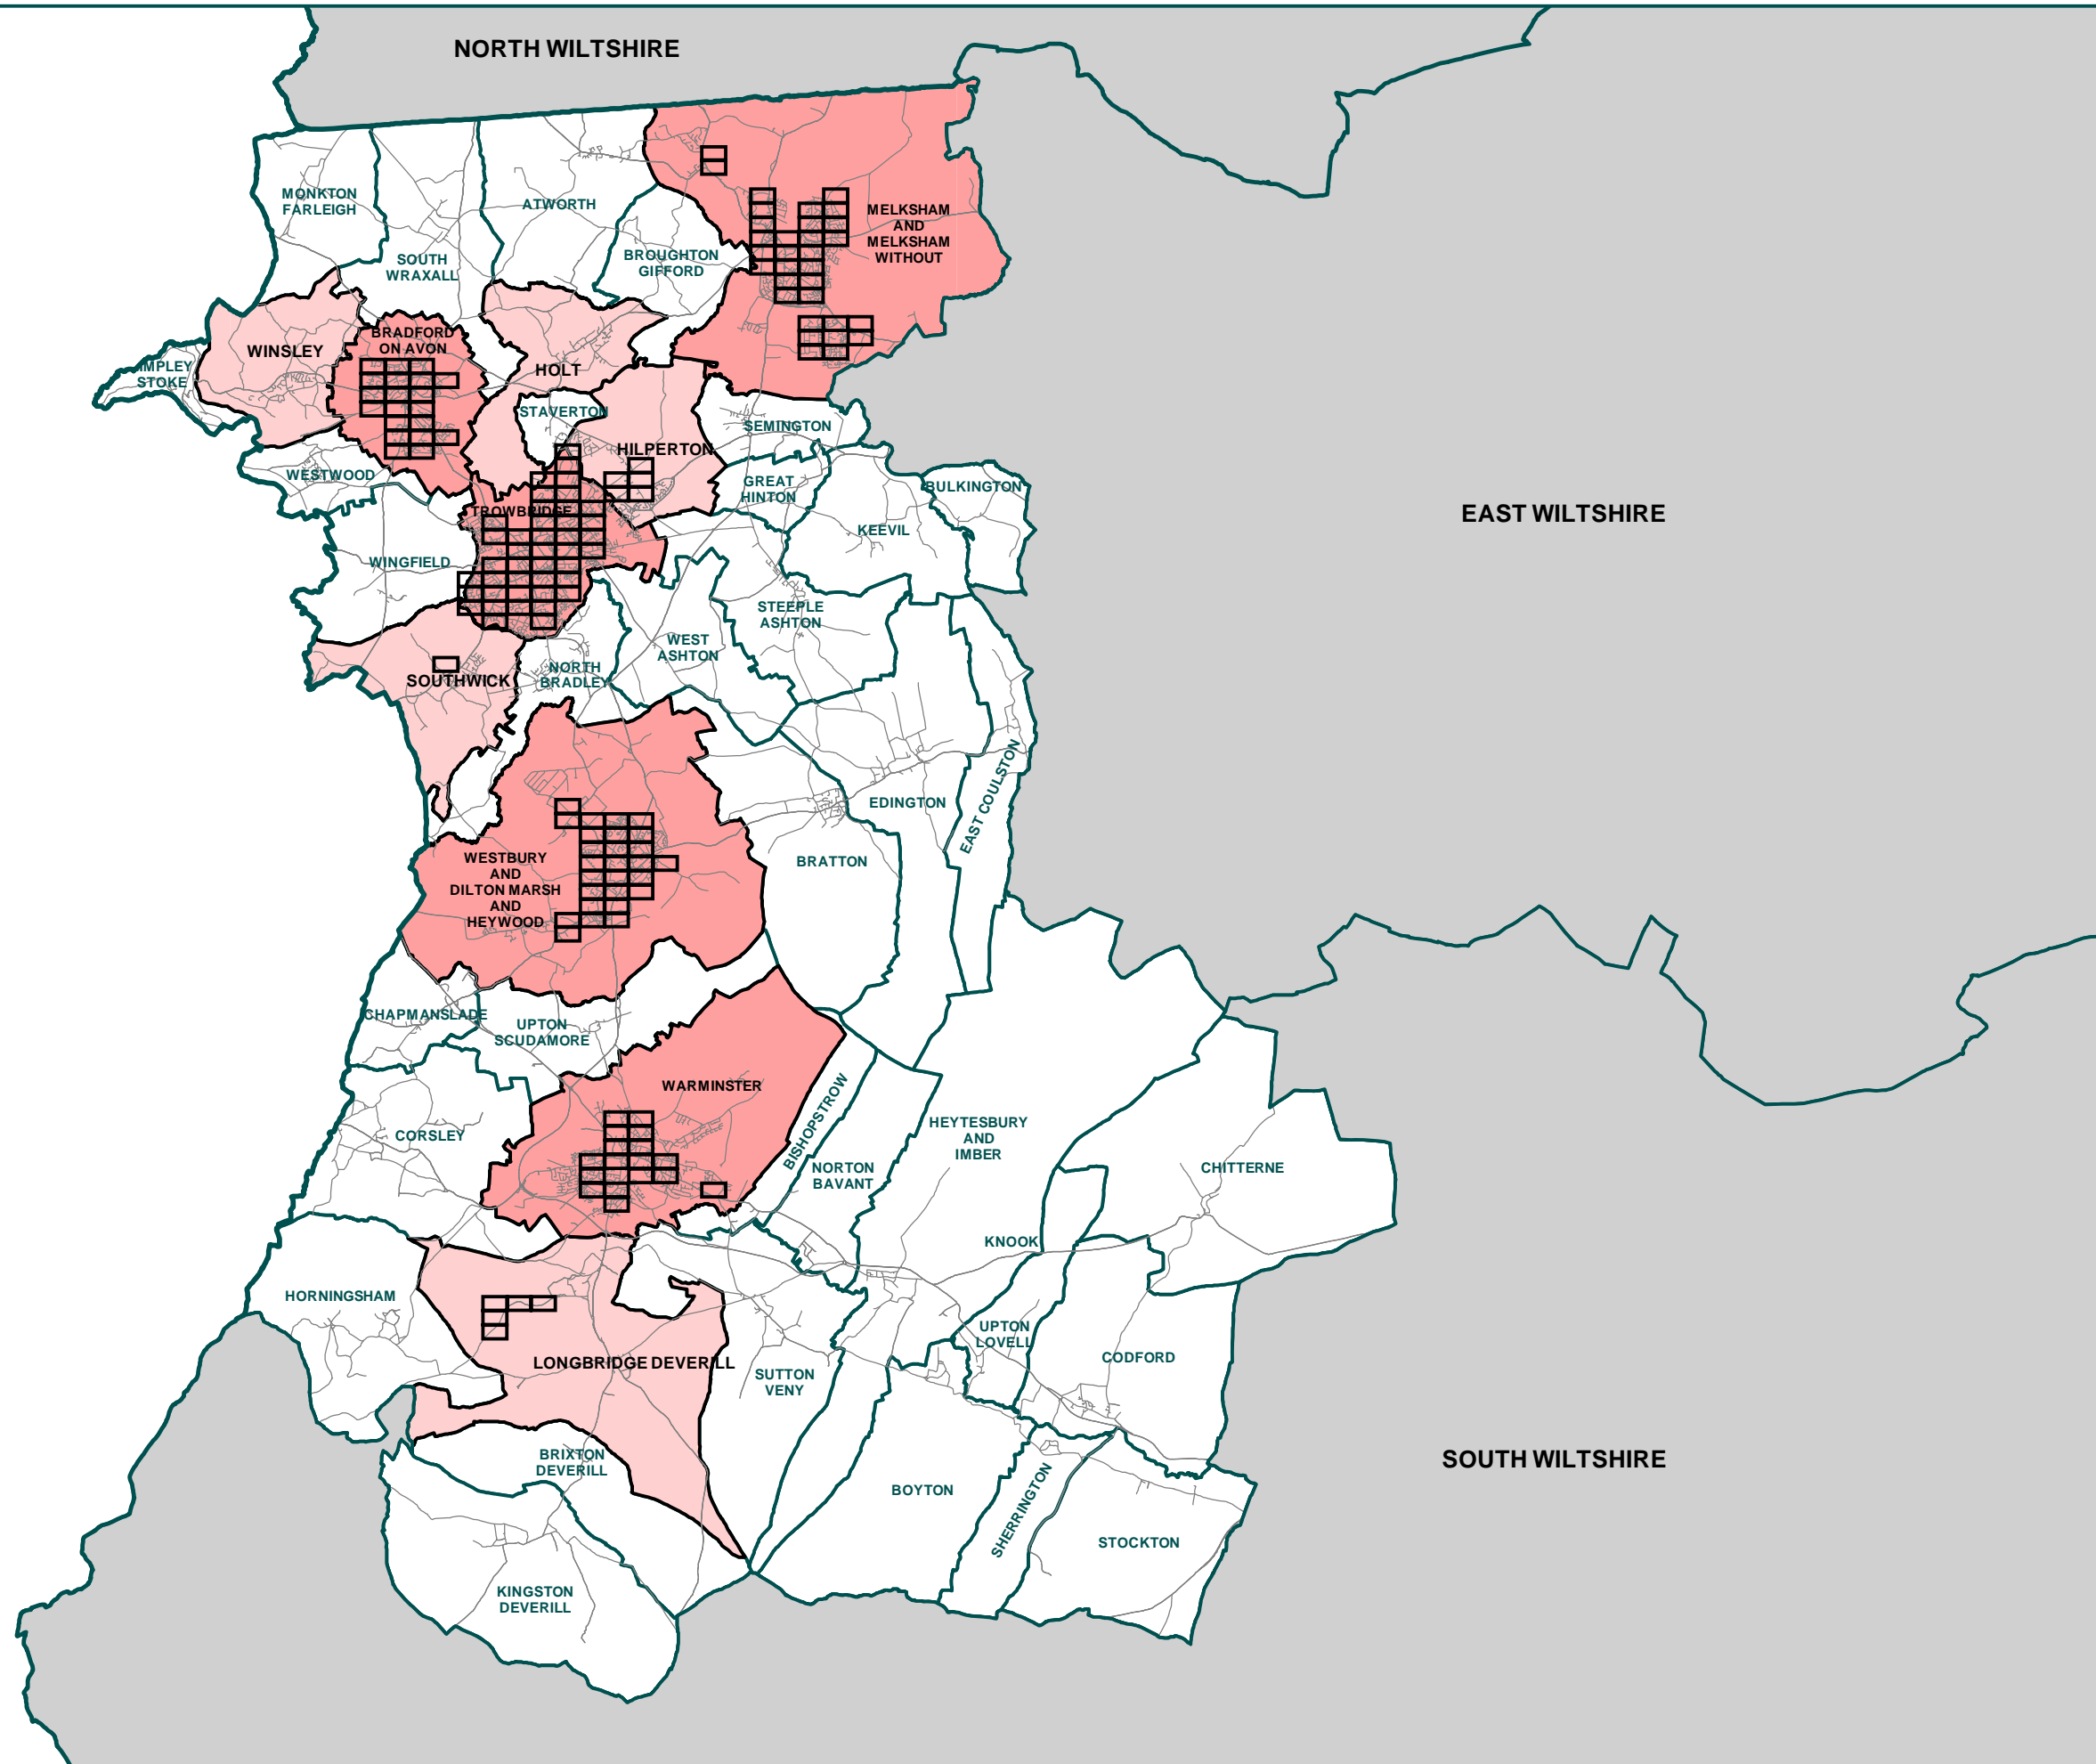 NORTH WILTSHIRE
MONKTON
FARLEIGH
ATWORTH
MELKSHAM
AND
MELKSHAM
WITHOUT
SOUTH
WRAXALL
BROUGHTON
GIFFORD
BRADFORD
ON AVON
WINSLEY
HOLT
IMPLEY
STOKE
STAVERTON
SEMINGTON
HILPERTON
WESTWOOD
GREAT
HINTON
BULKINGTON
EAST WILTSHIRE
TROWBRIDGE
KEEVIL
WINGFIELD
STEEPLE
ASHTON
WEST
ASHTON
NORTH
BRADLEY
SOUTHWICK
EDINGTON
EAST COULSTON
BRATTON
WESTBURY
AND
DILTON MARSH
AND
HEYWOOD
CHAPMANSLADE
UPTON
SCUDAMORE
WARMINSTER
BISHOPSTROW
HEYTESBURY
AND
IMBER
CORSLEY
NORTON
BAVANT
CHITTERNE
KNOOK
HORNINGSHAM
UPTON
LOVELL
LONGBRIDGE DEVERILL
CODFORD
SUTTON
VENY
BRIXTON
DEVERILL
SOUTH WILTSHIRE
BOYTON
SHERRINGTON
STOCKTON
KINGSTON
DEVERILL